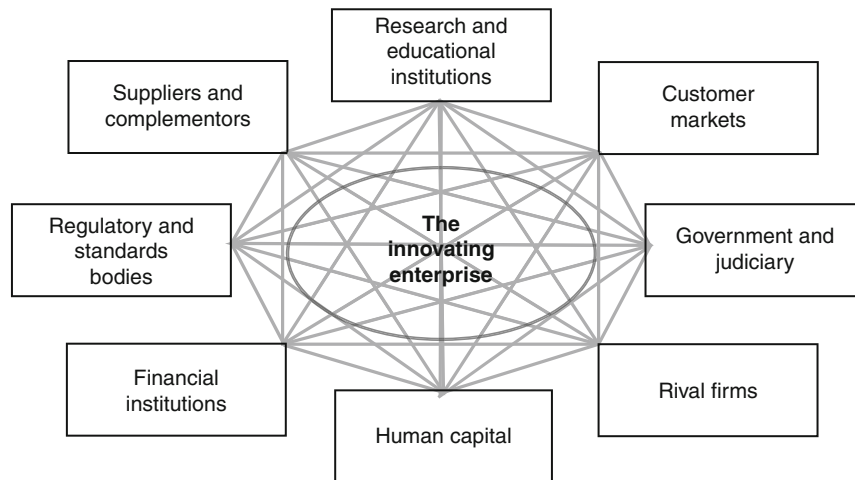 Research and
educational
institutions
Suppliers and
complementors
Customer
markets
Regulatory and
standards
bodies
The
innovating
enterprise
Government and
judiciary
Financial
institutions
Human capital
Rival firms